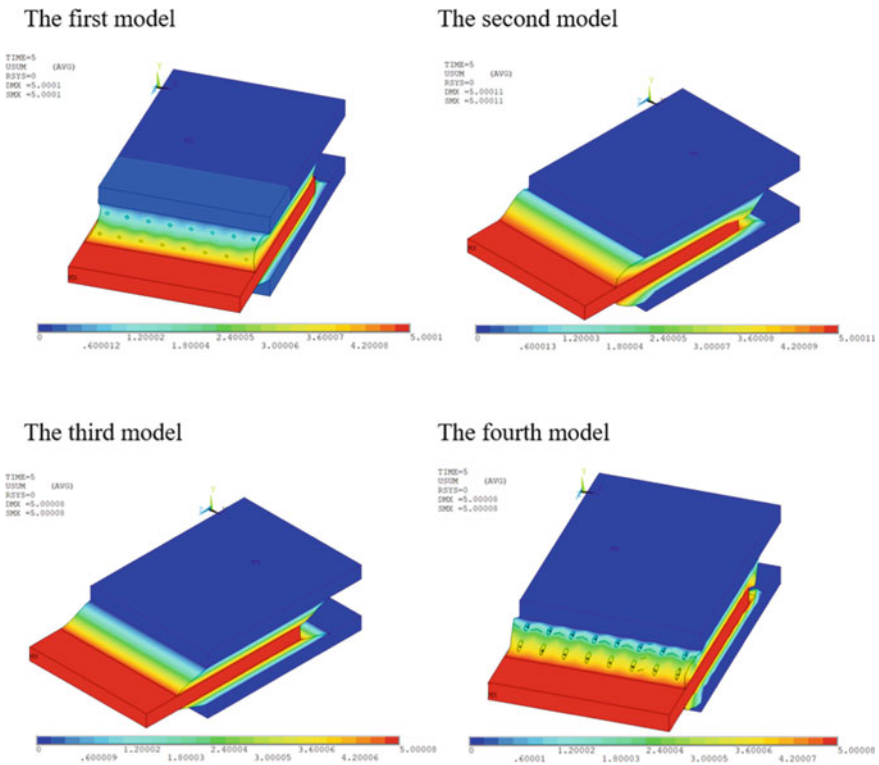 The first model
TIME=5
USUM (AVG)
RSYS=0
DMX =5.0001
SMX =5.0001
0 1.20002 2.40005 3.60007 5.0001
.600012 1.80004 3.00006 4.20008
The second model
TIME=5
USUM (AVG)
RSYS=0
DMX =5.00011
SMX =5.00011
0 1.20003 2.40005 3.60008 5.00011
.600013 1.80004 3.00007 4.20009
The third model
TIME=5
USUM (AVG)
RSYS=0
DMX =5.00008
SMX =5.00008
0 1.20002 2.40004 3.60006 5.00008
.600009 1.80003 3.00005 4.20006
The fourth model
TIME=5
USUM (AVG)
RSYS=0
DMX =5.00008
SMX =5.00008
0 1.20002 2.40004 3.60006 5.00008
.60001 1.80003 3.00005 4.20007